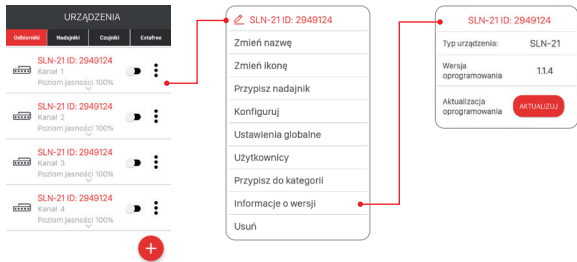 URZĄDZENIA
Odbiorniki Nadajniki Czujniki Extafree
SLN-21 ID: 2949124
Kanał 1
Poziom jasności 100%
SLN-21 ID: 2949124
Kanał 2
Poziom jasności 100%
SLN-21 ID: 2949124
Kanał 3
Poziom jasności 100%
SLN-21 ID: 2949124
Kanał 4
Poziom jasności 100%
+
SLN-21 ID: 2949124
Zmień nazwę
Zmień ikonę
Przypisz nadajnik
Konfiguruj
Ustawienia globalne
Użytkownicy
Przypisz do kategorii
Informacje o wersji
Usuń
SLN-21 ID: 2949124
Typ urządzenia: SLN-21
Wersja
oprogramowania 1.1.4
Aktualizacja
oprogramowania AKTUALIZUJ